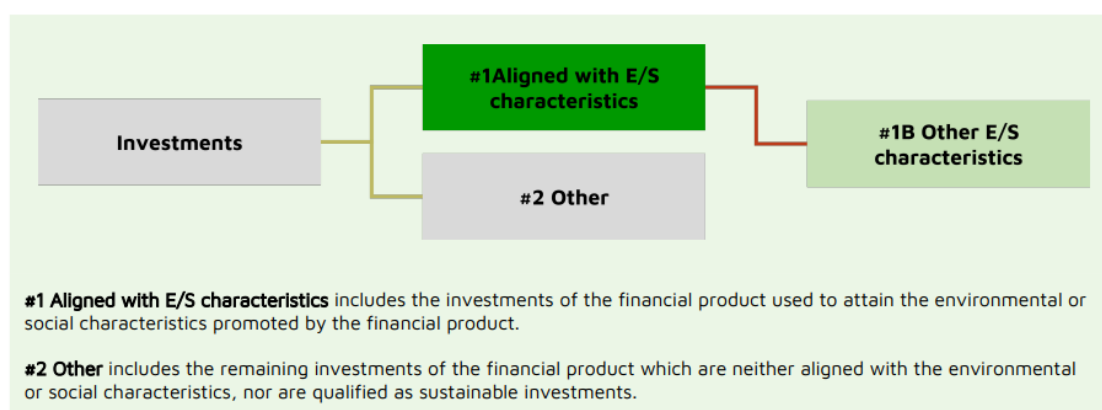 #1Aligned with E/S
characteristics
Investments
#1B Other E/S
characteristics
#2 Other
#1 Aligned with E/S characteristics includes the investments of the financial product used to attain the environmental or
social characteristics promoted by the financial product.
#2 Other includes the remaining investments of the financial product which are neither aligned with the environmental
or social characteristics, nor are qualified as sustainable investments.